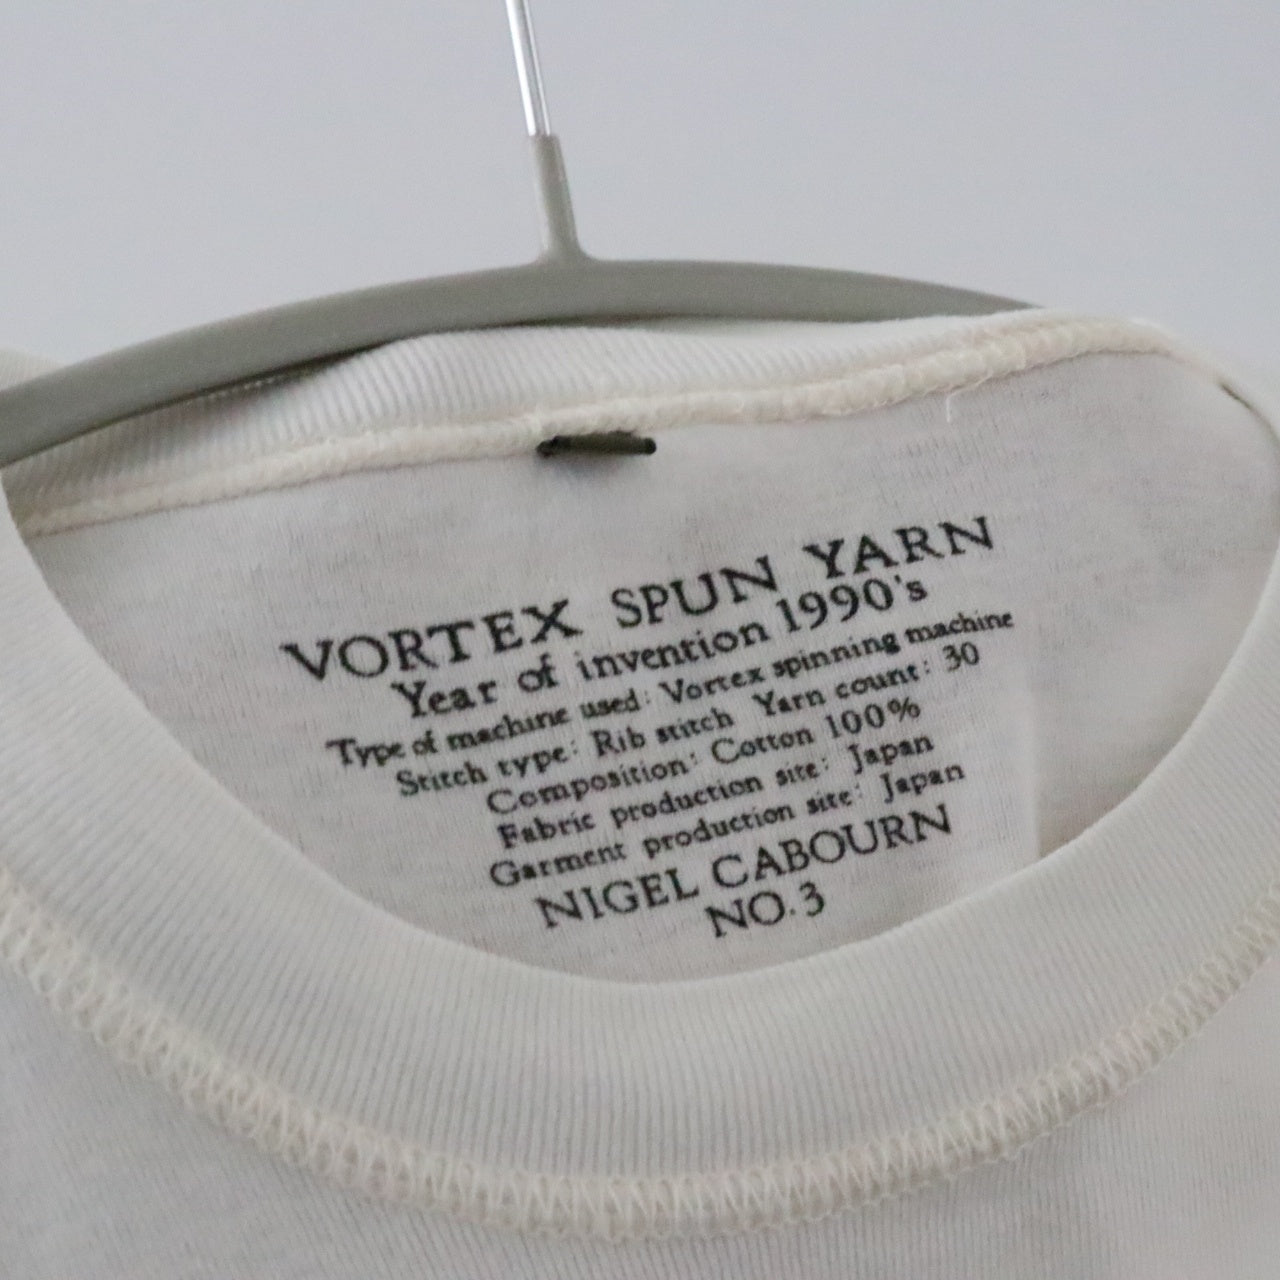 VORTEX SPUN YARN
Year of invention 1990's
Type of machine used: Vortex spinning machine
Stitch type: Rib stitch Yarn count: 30
Composition: Cotton 100%
Fabric production site: Japan
Garment production site: Japan
NIGEL CABOURN
NO.3